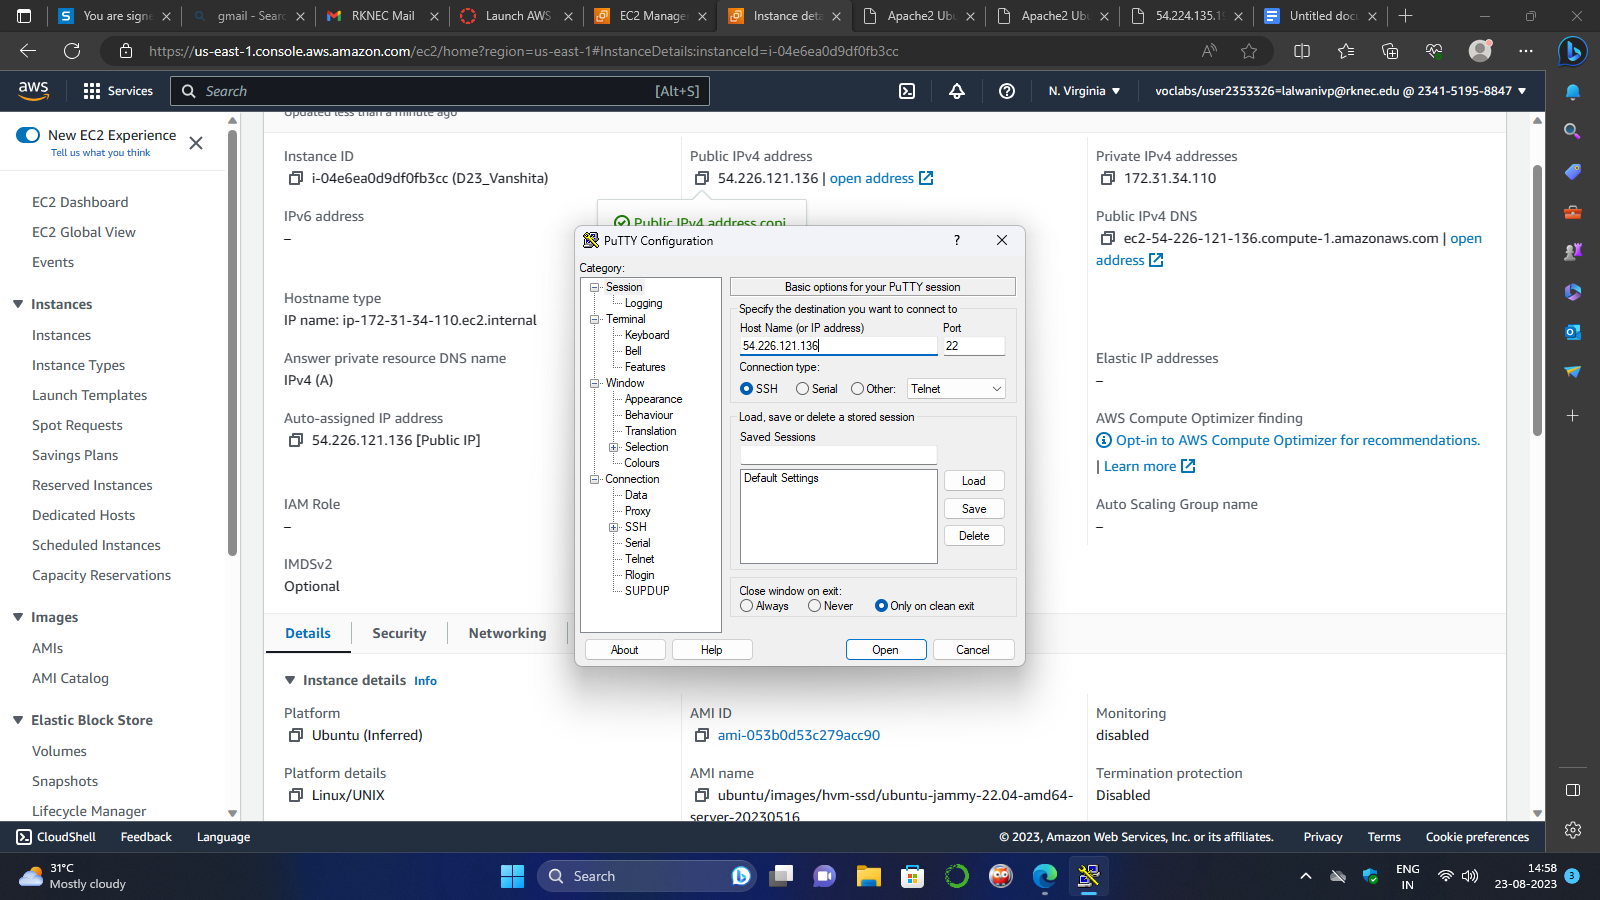 You are signe
gmail - Searc
RKNEC Mail
Launch AWS
EC2 Manage
Instance deta
Apache2 Ubu
Apache2 Ubu
54.224.135.19
Untitled docu
https://us-east-1.console.aws.amazon.com/ec2/home?region=us-east-1#InstanceDetails:instanceId=i-04e6ea0d9df0fb3cc
aws
Services
Search
[Alt+S]
N. Virginia
voclabs/user2353326=lalwanivp@rknec.edu @ 2341-5195-8847
New EC2 Experience
Tell us what you think
EC2 Dashboard
EC2 Global View
Events
Instances
Instances
Instance Types
Launch Templates
Spot Requests
Savings Plans
Reserved Instances
Dedicated Hosts
Scheduled Instances
Capacity Reservations
Images
AMIs
AMI Catalog
Elastic Block Store
Volumes
Snapshots
Lifecycle Manager
Updated less than a minute ago
Instance ID
i-04e6ea0d9df0fb3cc (D23_Vanshita)
IPv6 address
–
Hostname type
IP name: ip-172-31-34-110.ec2.internal
Answer private resource DNS name
IPv4 (A)
Auto-assigned IP address
54.226.121.136 [Public IP]
IAM Role
–
IMDSv2
Optional
Public IPv4 address
54.226.121.136 | open address
Public IPv4 address copi
Private IPv4 addresses
172.31.34.110
Public IPv4 DNS
ec2-54-226-121-136.compute-1.amazonaws.com | open
address
Elastic IP addresses
–
AWS Compute Optimizer finding
Opt-in to AWS Compute Optimizer for recommendations.
| Learn more
Auto Scaling Group name
–
PuTTY Configuration
?
Category:
Session
Logging
Terminal
Keyboard
Bell
Features
Window
Appearance
Behaviour
Translation
Selection
Colours
Connection
Data
Proxy
SSH
Serial
Telnet
Rlogin
SUPDUP
Basic options for your PuTTY session
Specify the destination you want to connect to
Host Name (or IP address)
Port
54.226.121.136
22
Connection type:
SSH
Serial
Other:
Telnet
Load, save or delete a stored session
Saved Sessions
Default Settings
Load
Save
Delete
Close window on exit:
Always
Never
Only on clean exit
About
Help
Open
Cancel
Details
Security
Networking
Instance details
Info
Platform
Ubuntu (Inferred)
Platform details
Linux/UNIX
AMI ID
ami-053b0d53c279acc90
AMI name
ubuntu/images/hvm-ssd/ubuntu-jammy-22.04-amd64-
server-20230516
Monitoring
disabled
Termination protection
Disabled
CloudShell
Feedback
Language
© 2023, Amazon Web Services, Inc. or its affiliates.
Privacy
Terms
Cookie preferences
31°C
Mostly cloudy
Search
ENG
IN
14:58
23-08-2023
3